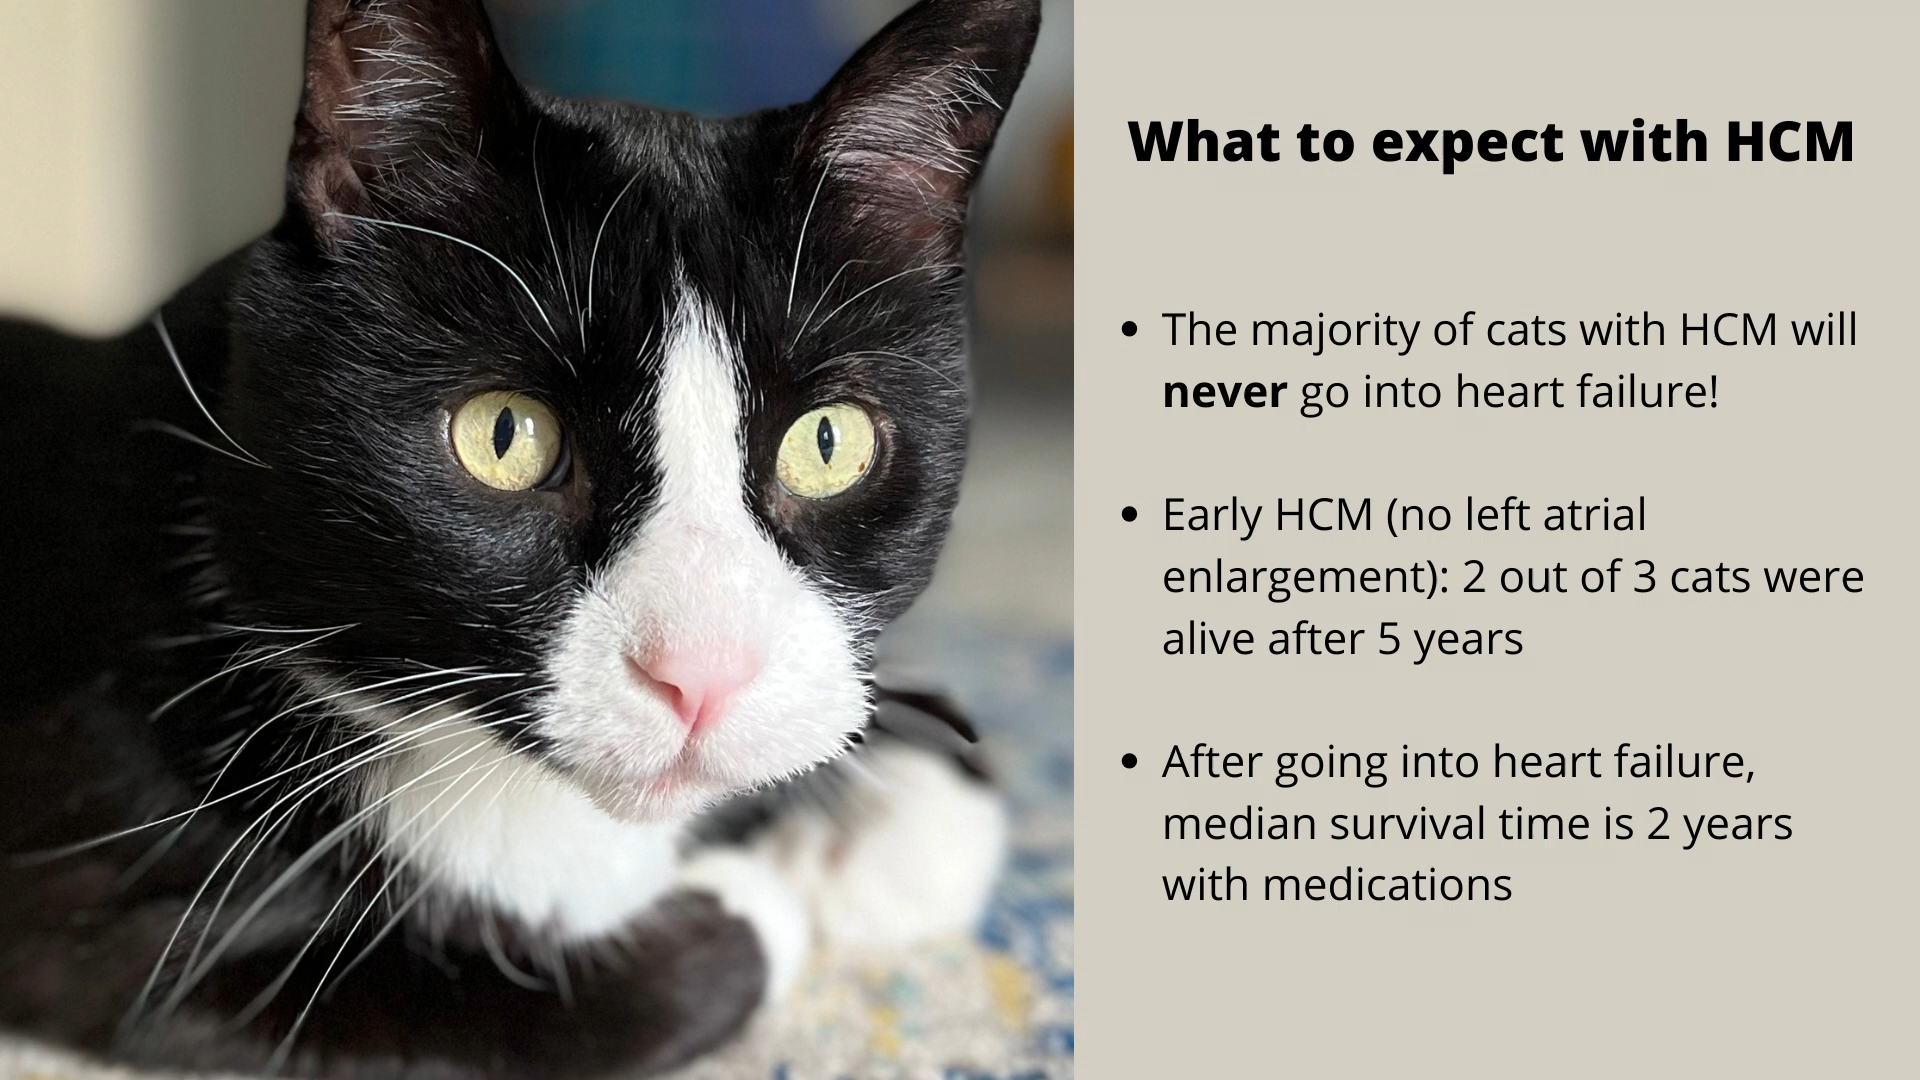 What to expect with HCM
• The majority of cats with HCM will
never go into heart failure!
• Early HCM (no left atrial
enlargement): 2 out of 3 cats were
alive after 5 years
• After going into heart failure,
median survival time is 2 years
with medications